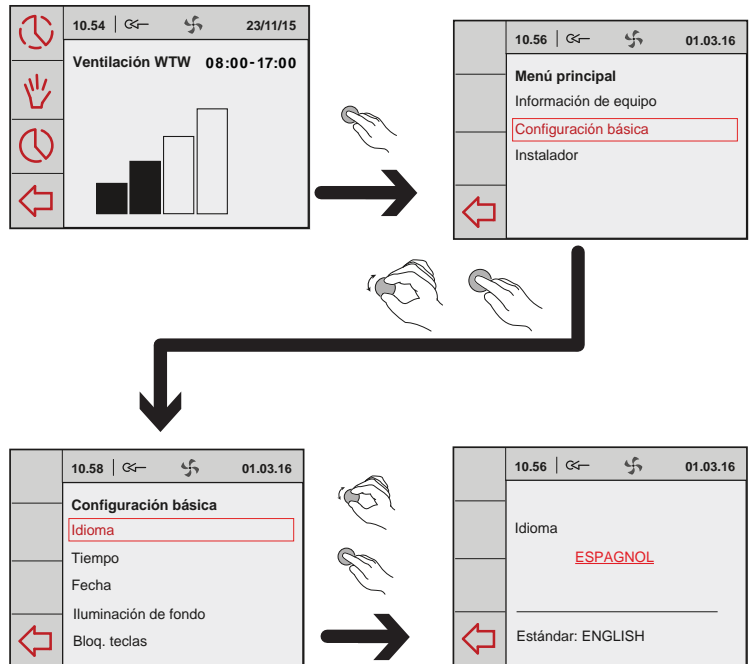 10.54
23/11/15
Ventilación WTW 08:00-17:00
10.56
01.03.16
Menú principal
Información de equipo
Configuración básica
Instalador
10.58
01.03.16
Configuración básica
Idioma
Tiempo
Fecha
Iluminación de fondo
Bloq. teclas
10.56
01.03.16
Idioma
ESPAGNOL
Estándar: ENGLISH